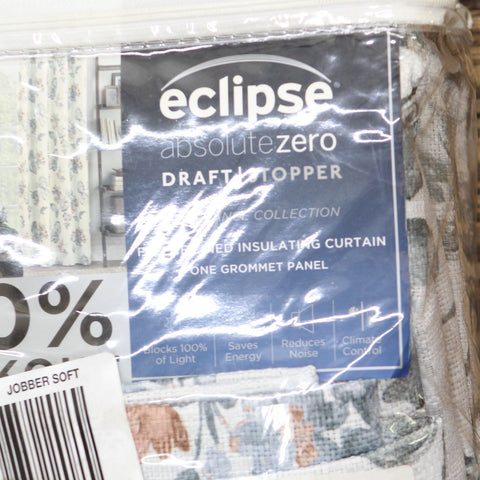 eclipse
absolutezero
DRAFT STOPPER
COLLECTION
INSULATING CURTAIN
ONE GROMMET PANEL
0%
Blocks 100%
of Light
Saves
Energy
Reduces
Noise
Climate
Control
JOBBER SOFT